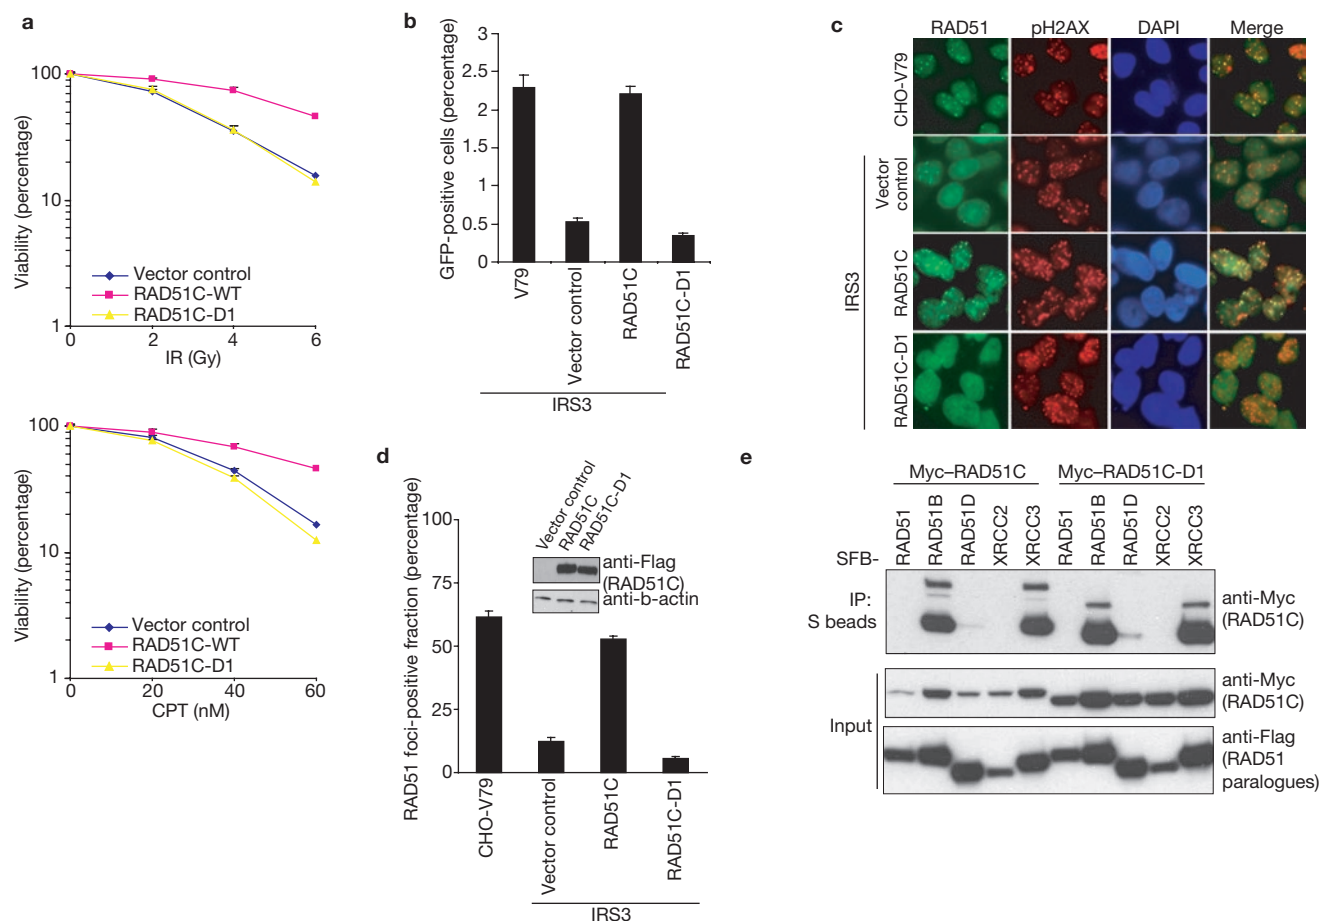 a
100
10
1
Viability (percentage)
Vector control
RAD51C-WT
RAD51C-D1
0 2 4 6
IR (Gy)
100
10
1
Viability (percentage)
Vector control
RAD51C-WT
RAD51C-D1
0 20 40 60
CPT (nM)
b
3
2.5
2
1.5
1
0.5
0
GFP-positive cells (percentage)
V79
Vector control
RAD51C
RAD51C-D1
IRS3
c
RAD51 pH2AX DAPI Merge
CHO-V79
Vector
control
RAD51C
RAD51C-D1
IRS3
d
100
75
50
25
0
RAD51 foci-positive fraction (percentage)
Vector control
RAD51C
RAD51C-D1
anti-Flag
(RAD51C)
anti-b-actin
CHO-V79
Vector control
RAD51C
RAD51C-D1
IRS3
e
Myc–RAD51C Myc–RAD51C-D1
SFB-
RAD51
RAD51B
RAD51D
XRCC2
XRCC3
RAD51
RAD51B
RAD51D
XRCC2
XRCC3
IP:
S beads
anti-Myc
(RAD51C)
Input
anti-Myc
(RAD51C)
anti-Flag
(RAD51
paralogues)